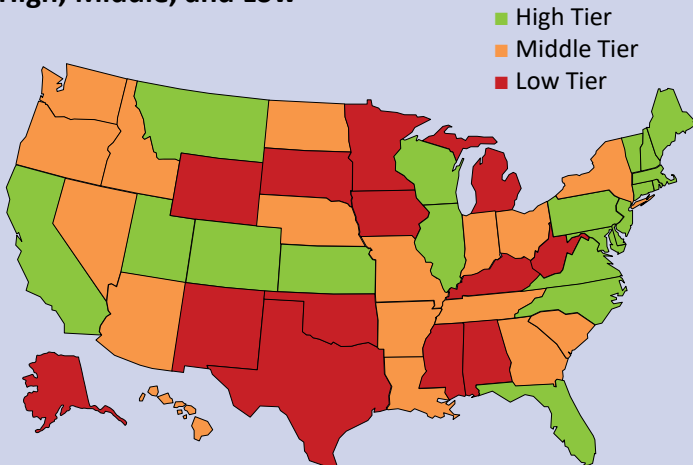 High, Middle, and Low
High Tier
Middle Tier
Low Tier